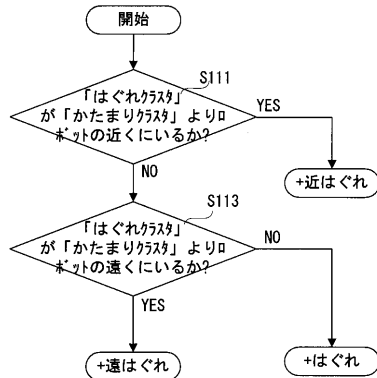 開始
S111
「はぐれクラスタ」
が「かたまりクラスタ」よりロ
ボットの近くにいるか?
YES
+近はぐれ
NO
S113
「はぐれクラスタ」
が「かたまりクラスタ」よりロ
ボットの遠くにいるか?
NO
YES
+遠はぐれ
+はぐれ